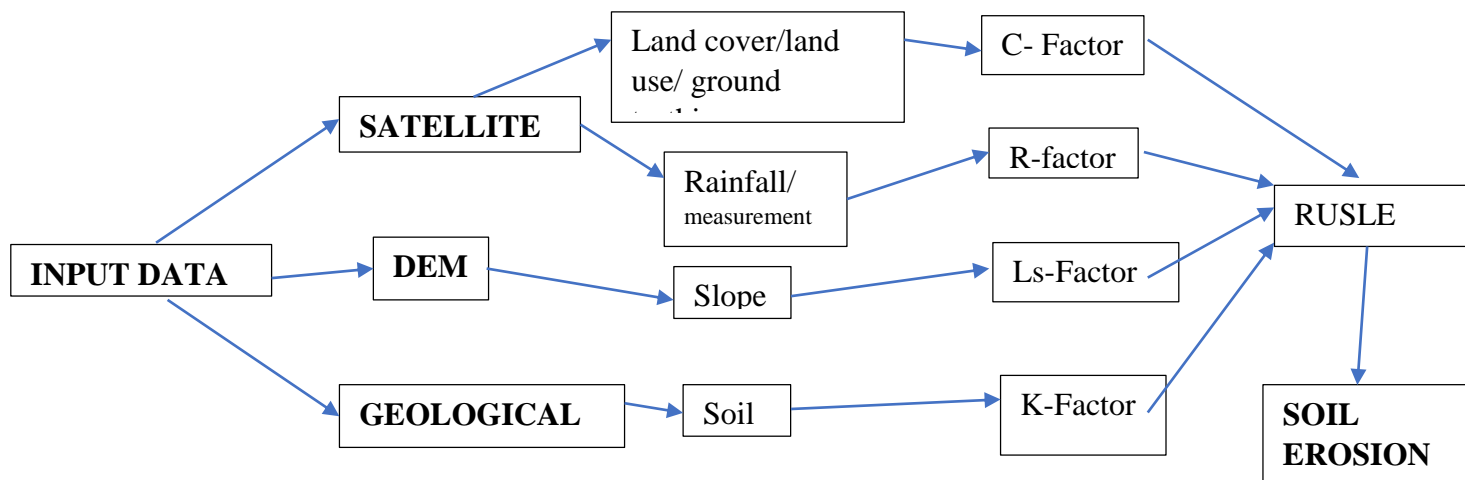 Land cover/land
use/ ground
C- Factor
SATELLITE
R-factor
Rainfall/
measurement
RUSLE
INPUT DATA
DEM
Ls-Factor
Slope
GEOLOGICAL
Soil
K-Factor
SOIL
EROSION